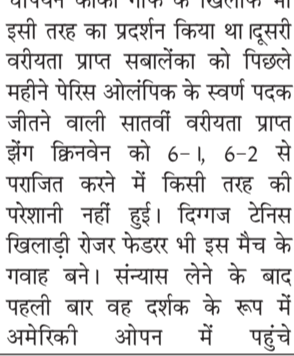 इसी तरह का प्रदर्शन किया था।दूसरी
वरीयता प्राप्त सबालेंका को पिछले
महीने पेरिस ओलंपिक के स्वर्ण पदक
जीतने वाली सातवीं वरीयता प्राप्त
झेंग क्विनवेन को 6-1, 6-2 से
पराजित करने में किसी तरह की
परेशानी नहीं हुई। दिग्गज टेनिस
खिलाड़ी रोजर फेडरर भी इस मैच के
गवाह बने। संन्यास लेने के बाद
पहली बार वह दर्शक के रूप में
अमेरिकी ओपन में पहुंचे